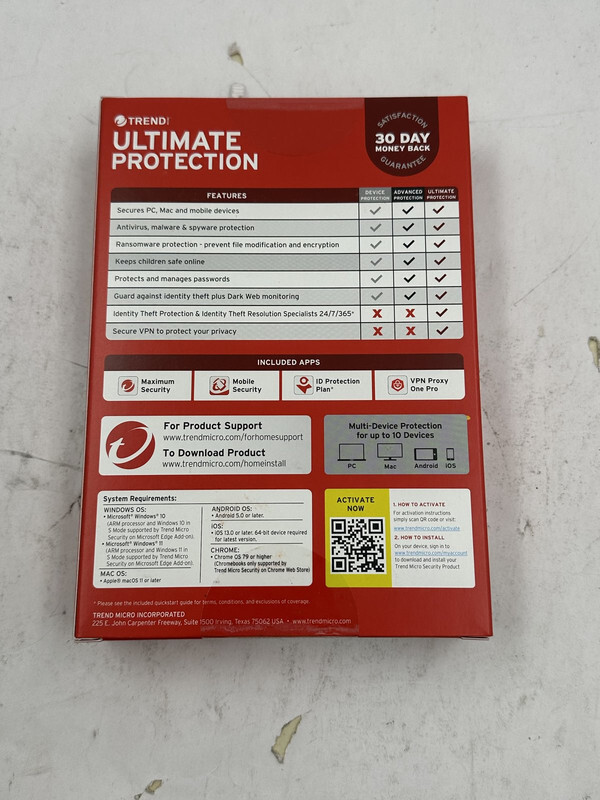 TREND
ULTIMATE
PROTECTION
SATISFACTION
30 DAY
MONEY BACK
GUARANTEE
FEATURES
DEVICE PROTECTION
ADVANCED PROTECTION
ULTIMATE PROTECTION
Secures PC, Mac and mobile devices
Antivirus, malware & spyware protection
Ransomware protection - prevent file modification and encryption
Keeps children safe online
Protects and manages passwords
Guard against identity theft plus Dark Web monitoring
Identity Theft Protection & Identity Theft Resolution Specialists 24/7/365*
Secure VPN to protect your privacy
INCLUDED APPS
Maximum Security
Mobile Security
ID Protection Plan*
VPN Proxy One Pro
For Product Support
www.trendmicro.com/forhomesupport
To Download Product
www.trendmicro.com/homeinstall
Multi-Device Protection
for up to 10 Devices
PC Mac Android iOS
System Requirements:
WINDOWS OS:
• Microsoft® Windows® 10
(ARM processor and Windows 10 in
S Mode supported by Trend Micro
Security on Microsoft Edge Add-on)
• Microsoft® Windows® 11
(ARM processor and Windows 11 in
S Mode supported by Trend Micro
Security on Microsoft Edge Add-on)
MAC OS:
• Apple® macOS 11 or later
ANDROID OS:
• Android 5.0 or later.
iOS:
• iOS 13.0 or later. 64-bit device required
for latest version.
CHROME:
• Chrome OS 79 or higher
(Chromebooks only supported by
Trend Micro Security on Chrome Web Store)
ACTIVATE
NOW
1. HOW TO ACTIVATE
For activation instructions
simply scan QR code or visit:
www.trendmicro.com/activate
2. HOW TO INSTALL
On your device, sign in to
www.trendmicro.com/myaccount
to download and install your
Trend Micro Security Product
* Please see the included quickstart guide for terms, conditions, and exclusions of coverage.
TREND MICRO INCORPORATED
225 E. John Carpenter Freeway, Suite 1500 Irving, Texas 75062 USA • www.trendmicro.com